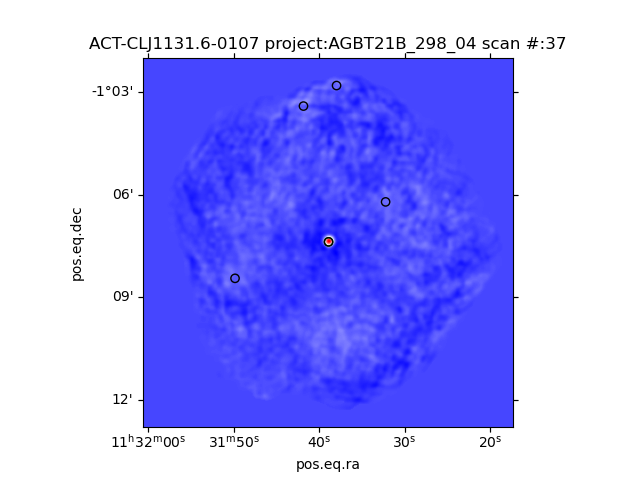 ACT-CLJ1131.6-0107 project:AGBT21B_298_04 scan #:37
-1°03'
06'
09'
12'
pos.eq.dec
11ʰ32ᵐ00ˢ 31ᵐ50ˢ 40ˢ 30ˢ 20ˢ
pos.eq.ra